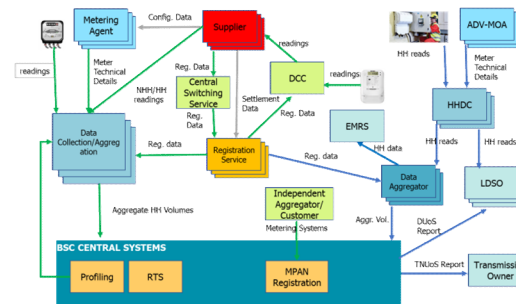 Metering
Agent
Config. Data
Supplier
ADV-MOA
readings
HH reads
readings
Meter
Technical
Details
NHH/HH
readings
Reg. Data
Central
Switching
Service
Settlement
Data
DCC
readings
Meter
Technical
Details
HHDC
Reg.
Data
Reg. Data
EMRS
Data
Collection/Aggreg
ation
HH data
HH reads
HH reads
Reg. data
Registration
Service
Reg. data
Data
Aggregator
LDSO
Independent
Aggregator/
Customer
Aggregate HH Volumes
Metering Systems
Aggr. Vol.
DUoS
Report
BSC CENTRAL SYSTEMS
Profiling
RTS
MPAN
Registration
TNUoS Report
Transmissi
Owner